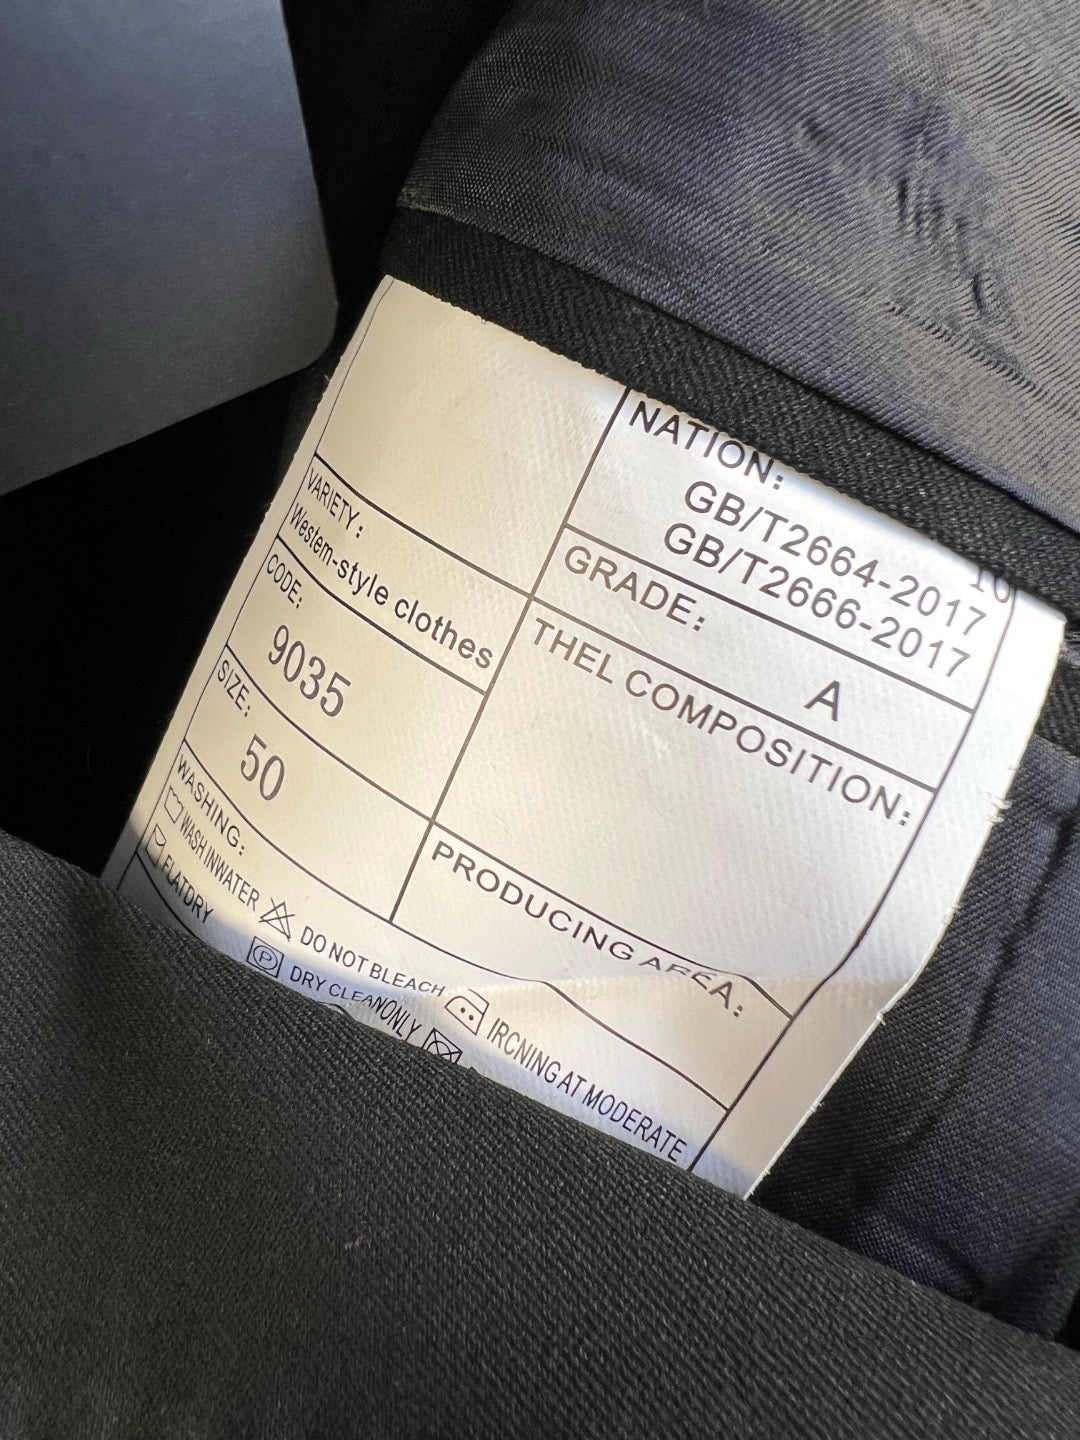 NATION:
GB/T2664-2017
GB/T2666-2017
GRADE:
A
THEL COMPOSITION:
PRODUCING AREA:
VARIETY:
Westem-style clothes
CODE:
9035
SIZE:
50
WASHING:
WASH INWATER DO NOT BLEACH IRCNING AT MODERATE
FLATDRY P DRY CLEANONLY